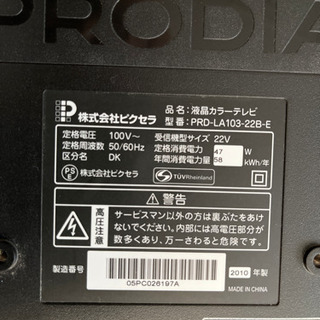 PRODIA
株式会社ピクセラ
品名:液晶カラーテレビ
型番:PRD-LA103-22B-E
定格電圧 100V～
定格周波数 50/60Hz
区分名 DK
受信機型サイズ 22V
定格消費電力 47 W
年間消費電力量 58 kWh/年
PSE 株式会社ピクセラ
TÜVRheinland
高圧注意
警告
サービスマン以外の方は裏ぶたをあけ
ないでください。内部には高電圧部分が
数多くあり、万一さわると危険です。
製造番号
05PC028197A
2010 年製
MADE IN CHINA